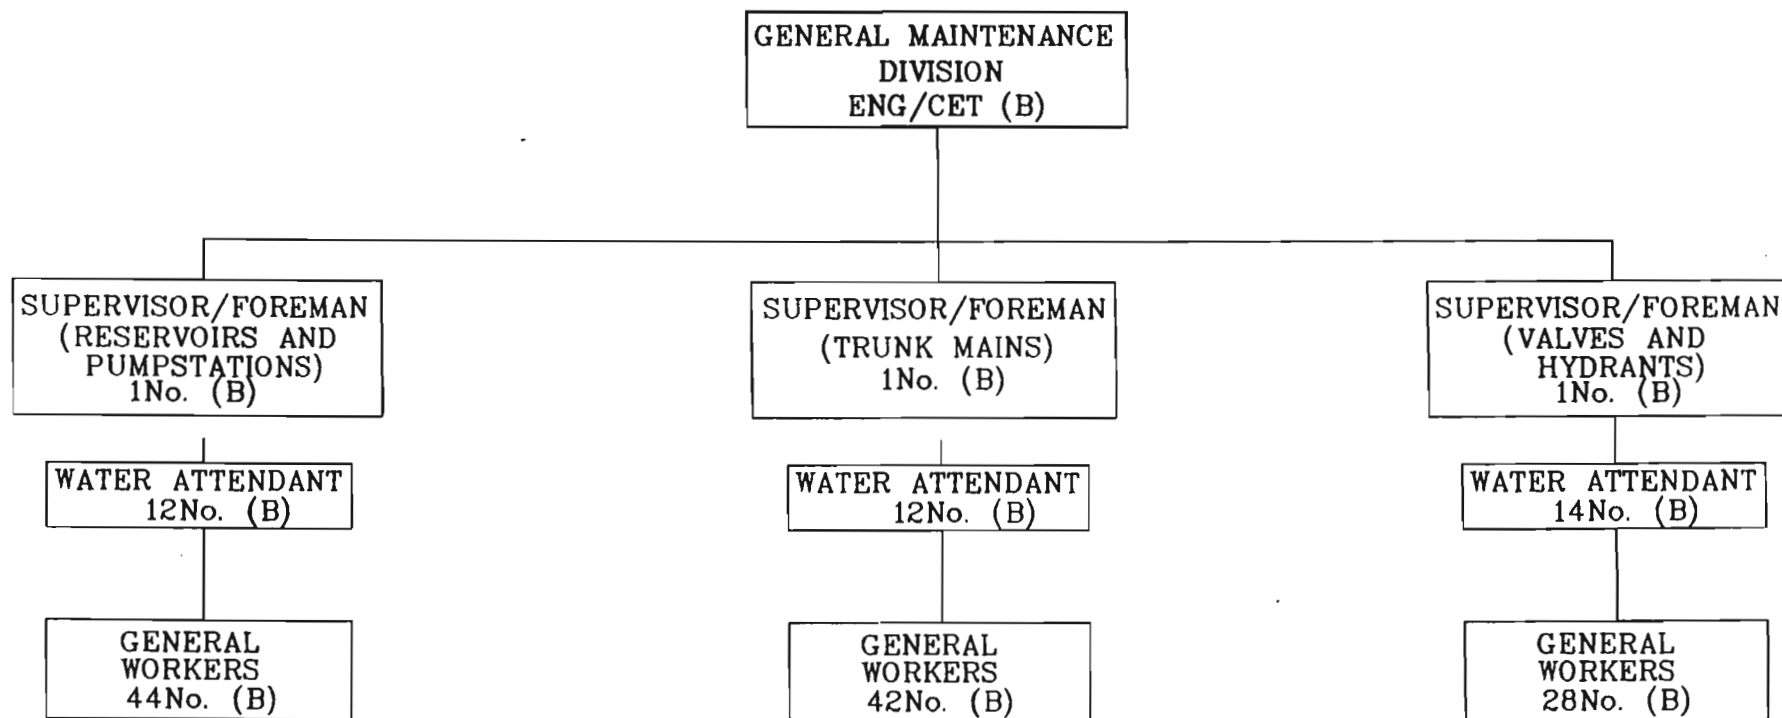 GENERAL MAINTENANCE
DIVISION
ENG/CET (B)
SUPERVISOR/FOREMAN
(RESERVOIRS AND
PUMPSTATIONS)
1No. (B)
SUPERVISOR/FOREMAN
(TRUNK MAINS)
1No. (B)
SUPERVISOR/FOREMAN
(VALVES AND
HYDRANTS)
1No. (B)
WATER ATTENDANT
12No. (B)
WATER ATTENDANT
12No. (B)
WATER ATTENDANT
14No. (B)
GENERAL
WORKERS
44No. (B)
GENERAL
WORKERS
42No. (B)
GENERAL
WORKERS
28No. (B)